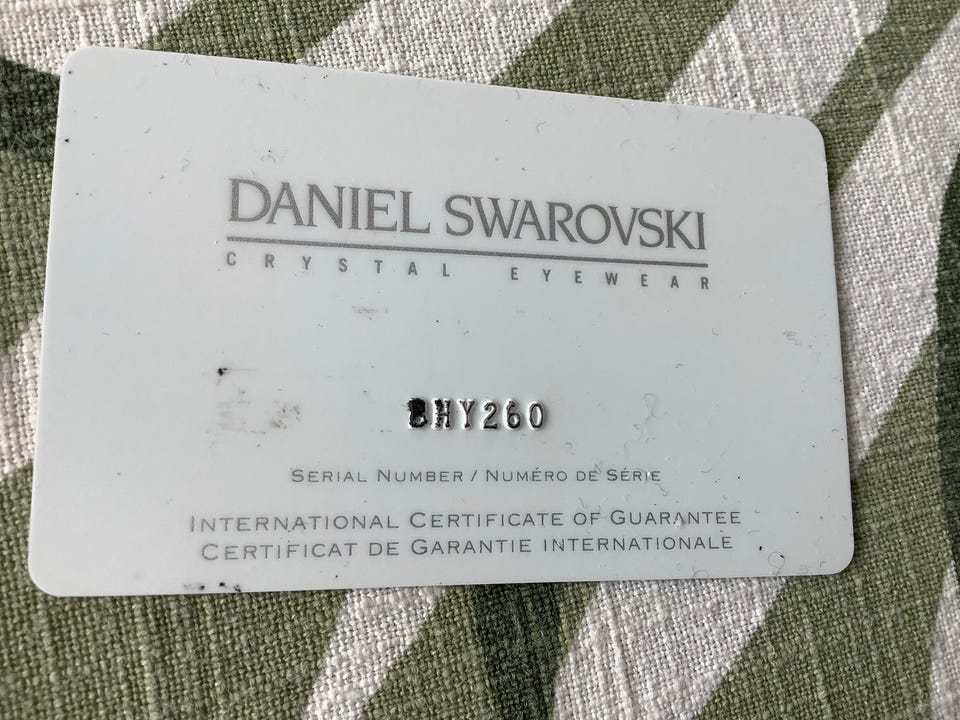 DANIEL SWAROVSKI
CRYSTAL EYEWEAR
BHY260
SERIAL NUMBER / NUMÉRO DE SÉRIE
INTERNATIONAL CERTIFICATE OF GUARANTEE
CERTIFICAT DE GARANTIE INTERNATIONALE